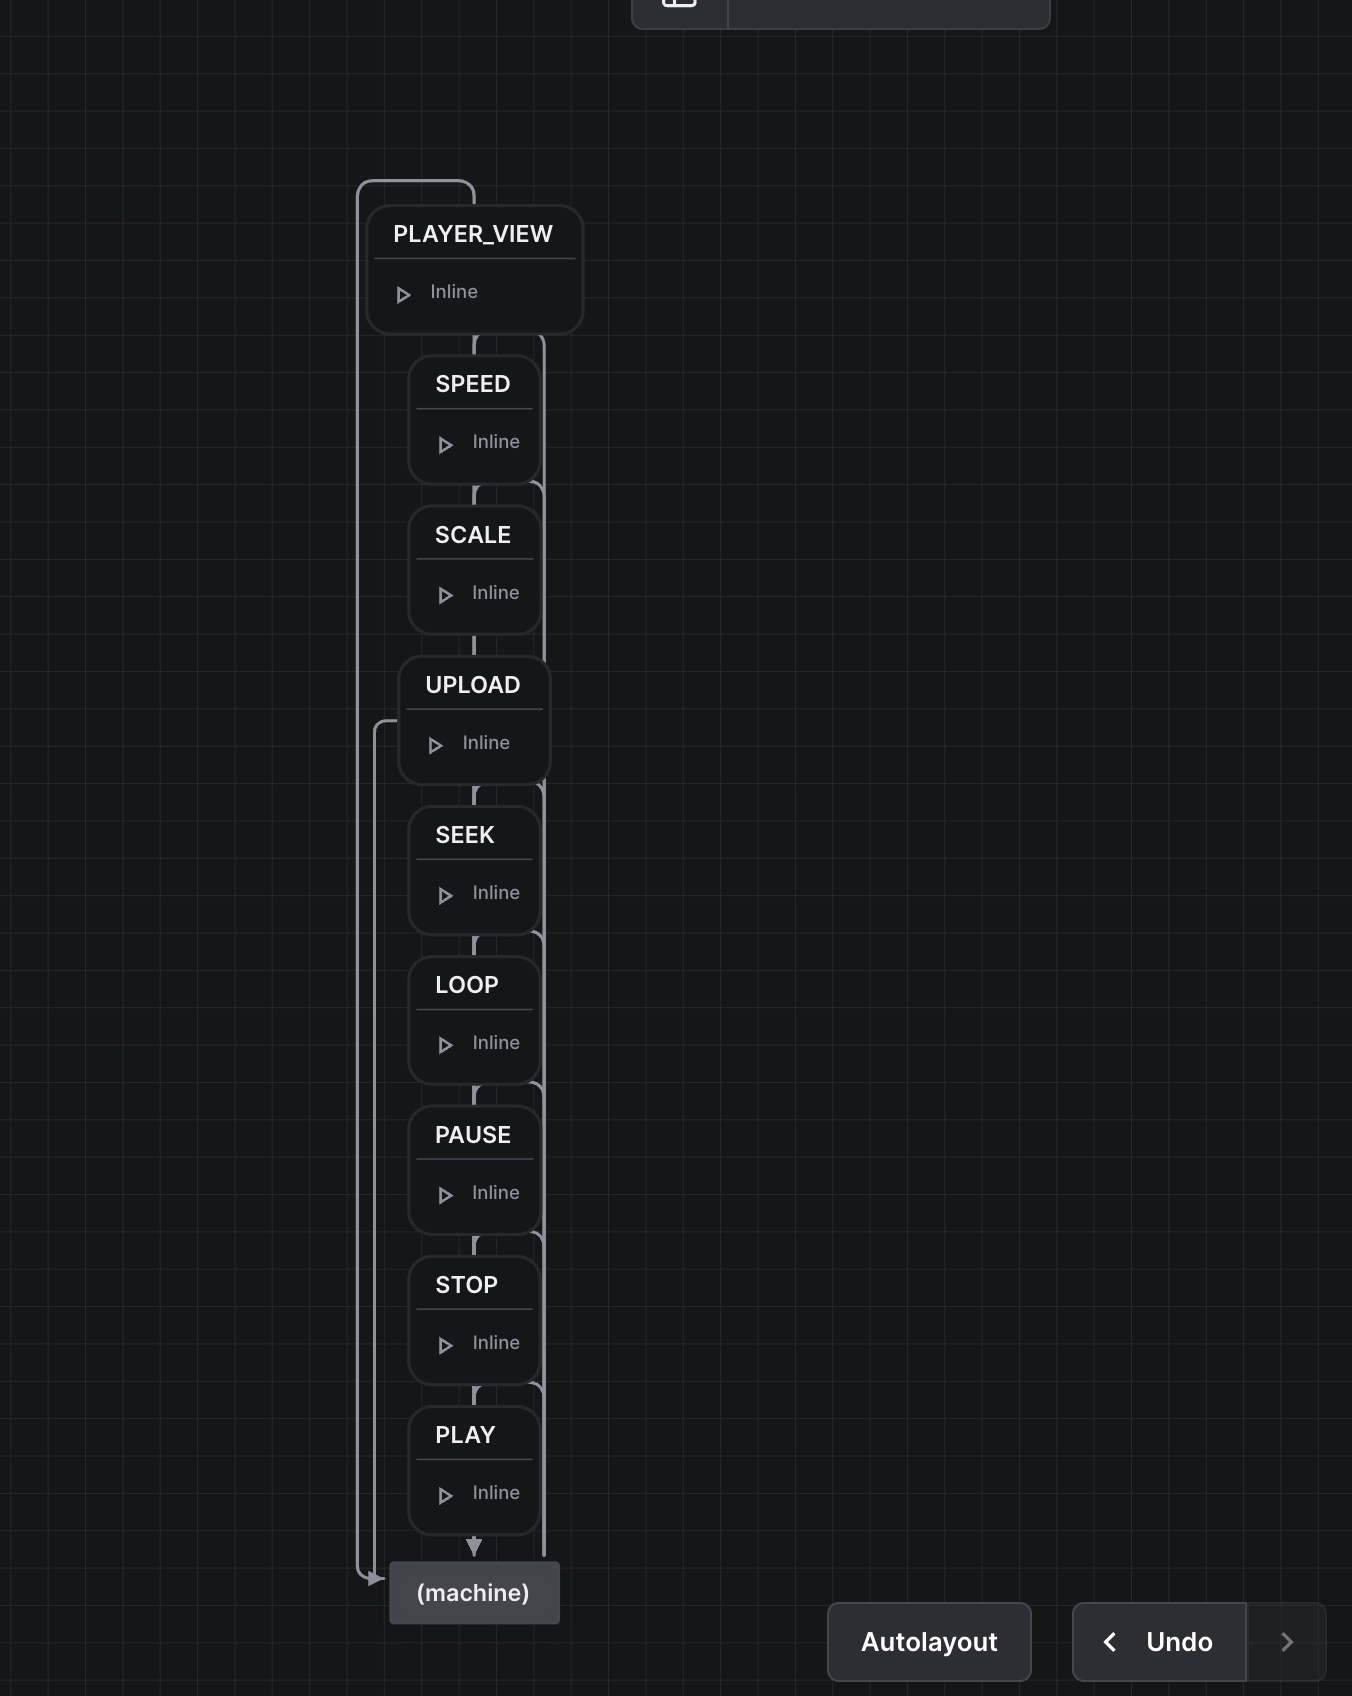 PLAYER_VIEW
Inline
SPEED
Inline
SCALE
Inline
UPLOAD
Inline
SEEK
Inline
LOOP
Inline
PAUSE
Inline
STOP
Inline
PLAY
Inline
(machine)
Autolayout
Undo